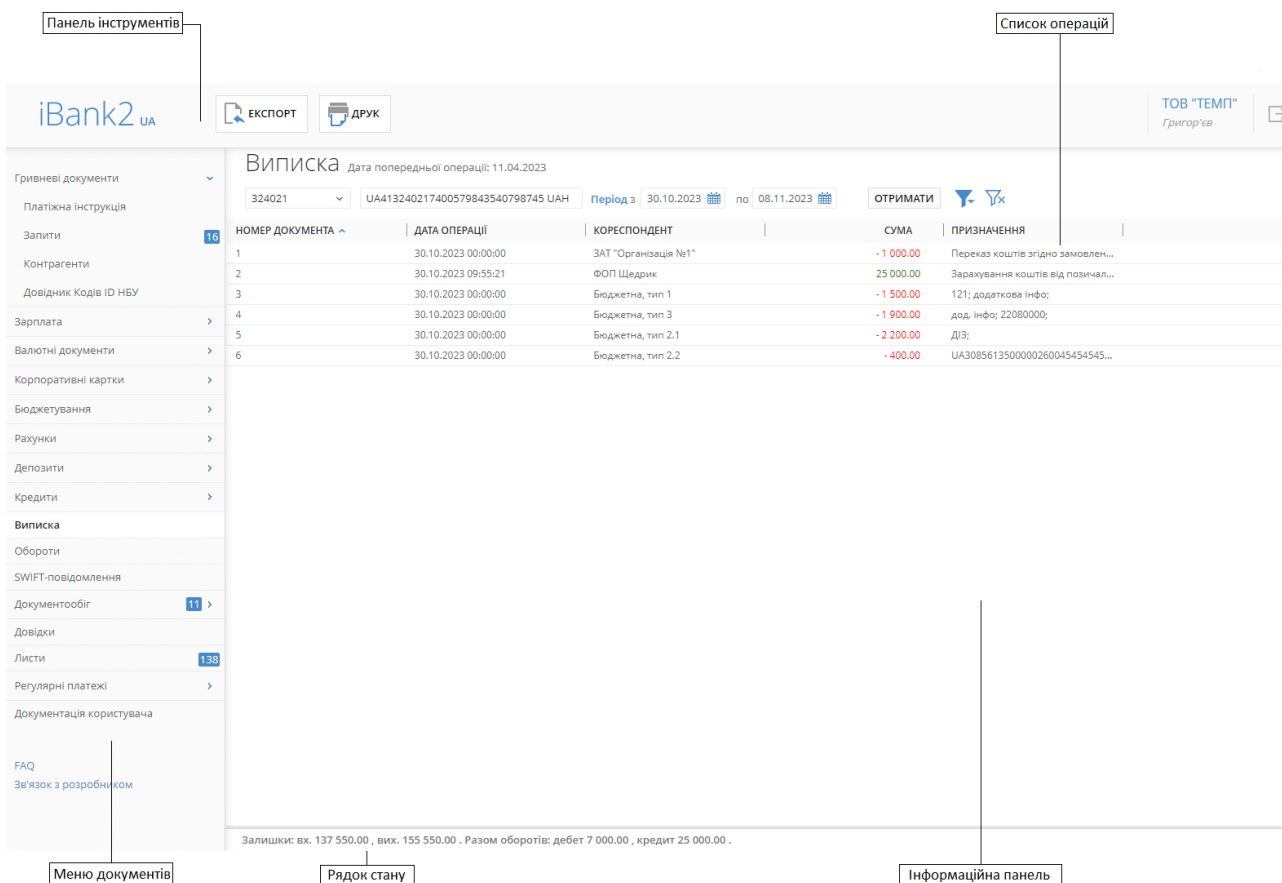 Панель інструментів
Список операцій
iBank2 UA
ЕКСПОРТ
ДРУК
ТОВ "ТЕМП"
Григор'єв
Гривневі документи
Платіжна інструкція
Запити 16
Контрагенти
Довідник Кодів ID НБУ
Зарплата
Валютні документи
Корпоративні картки
Бюджетування
Рахунки
Депозити
Кредити
Виписка
Обороти
SWIFT-повідомлення
Документообіг 11
Довідки
Листи 138
Регулярні платежі
Документація користувача
FAQ
Зв'язок з розробником
Виписка Дата попередньої операції: 11.04.2023
324021 UA413240217400579843540798745 UAH Період з 30.10.2023 по 08.11.2023 ОТРИМАТИ
НОМЕР ДОКУМЕНТА ДАТА ОПЕРАЦІЇ КОРЕСПОНДЕНТ СУМА ПРИЗНАЧЕННЯ
1 30.10.2023 00:00:00 ЗАТ "Організація №1" - 1 000.00 Переказ коштів згідно замовлен...
2 30.10.2023 09:55:21 ФОП Щедрик 25 000.00 Зарахування коштів від позичал...
3 30.10.2023 00:00:00 Бюджетна, тип 1 - 1 500.00 121; додаткова інфо;
4 30.10.2023 00:00:00 Бюджетна, тип 3 - 1 900.00 дод. інфо; 22080000;
5 30.10.2023 00:00:00 Бюджетна, тип 2.1 - 2 200.00 ДІЗ;
6 30.10.2023 00:00:00 Бюджетна, тип 2.2 - 400.00 UA3085613500000260045454545...
Залишки: вх. 137 550.00 , вих. 155 550.00 . Разом оборотів: дебет 7 000.00 , кредит 25 000.00 .
Меню документів
Рядок стану
Інформаційна панель